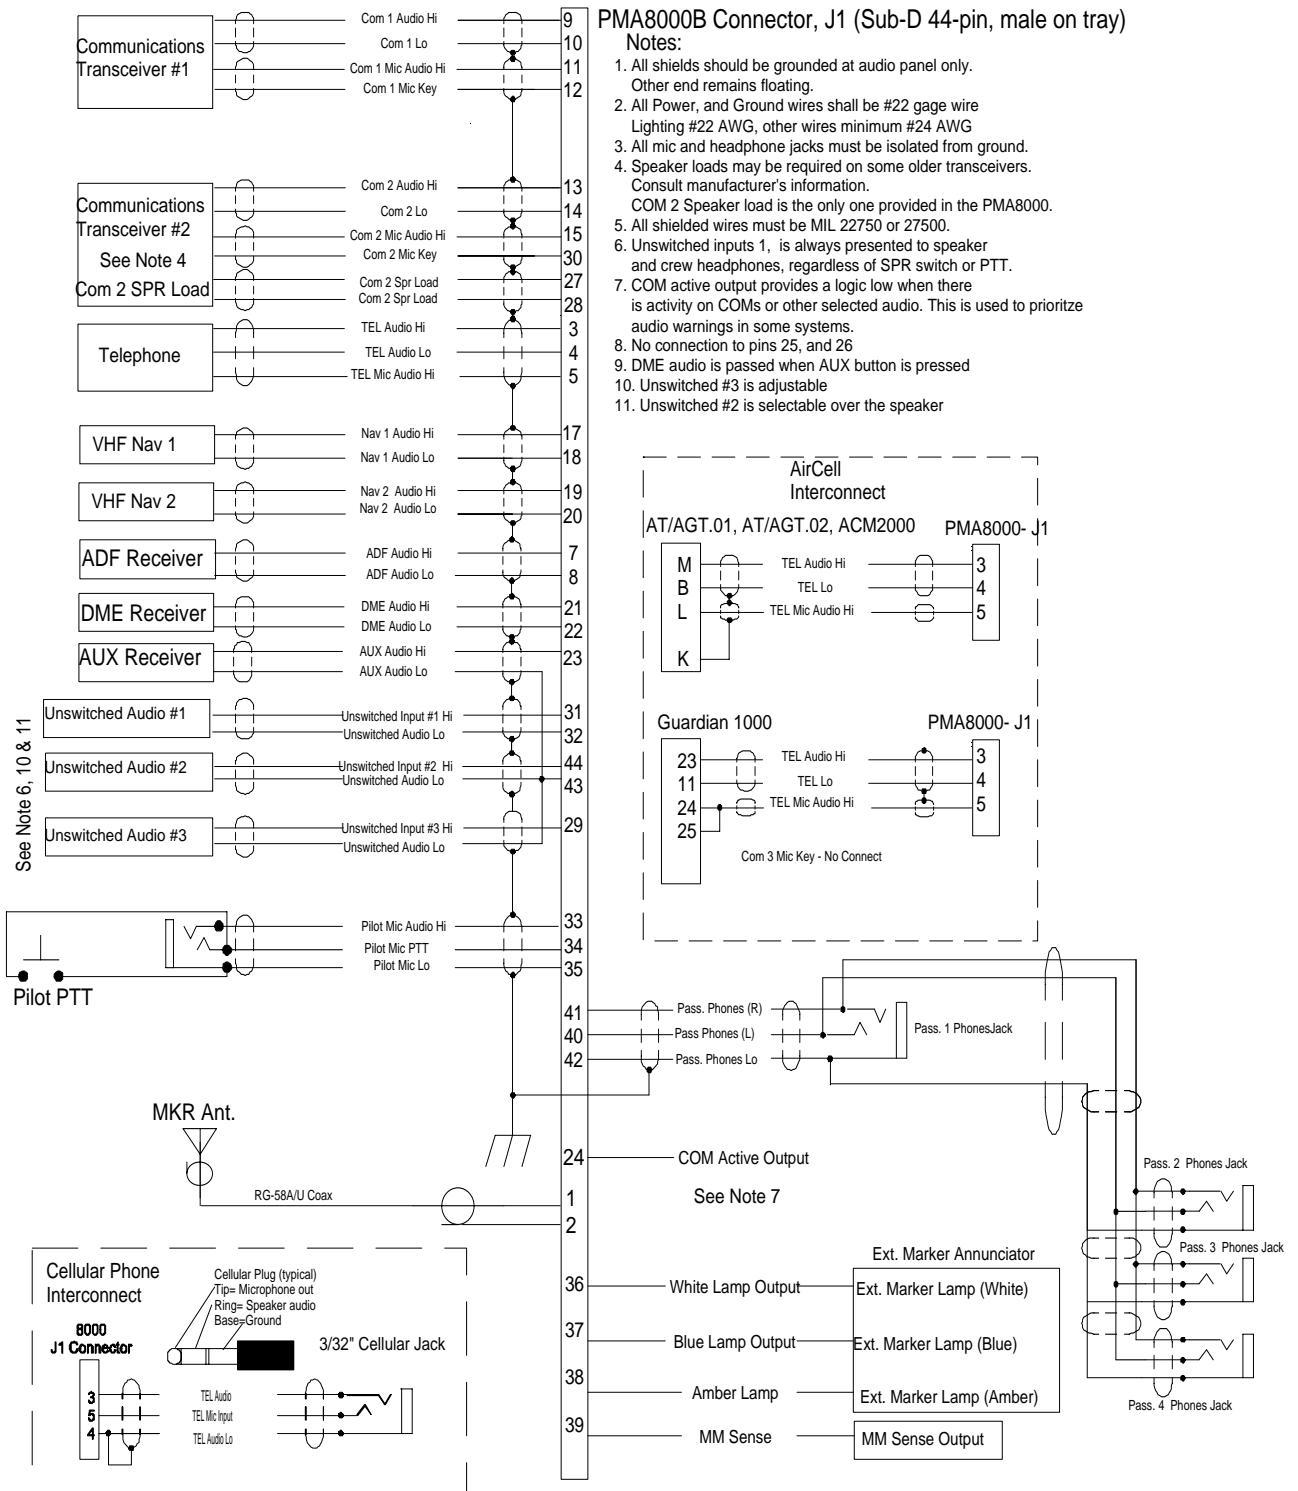 PMA8000B Connector, J1 (Sub-D 44-pin, male on tray)
Notes:
1. All shields should be grounded at audio panel only.
Other end remains floating.
2. All Power, and Ground wires shall be #22 gage wire
Lighting #22 AWG, other wires minimum #24 AWG
3. All mic and headphone jacks must be isolated from ground.
4. Speaker loads may be required on some older transceivers.
Consult manufacturer's information.
COM 2 Speaker load is the only one provided in the PMA8000.
5. All shielded wires must be MIL 22750 or 27500.
6. Unswitched inputs 1, is always presented to speaker
and crew headphones, regardless of SPR switch or PTT.
7. COM active output provides a logic low when there
is activity on COMs or other selected audio. This is used to prioritze
audio warnings in some systems.
8. No connection to pins 25, and 26
9. DME audio is passed when AUX button is pressed
10. Unswitched #3 is adjustable
11. Unswitched #2 is selectable over the speaker
Communications
Transceiver #1
Com 1 Audio Hi 9
Com 1 Lo 10
Com 1 Mic Audio Hi 11
Com 1 Mic Key 12
Communications
Transceiver #2
See Note 4
Com 2 SPR Load
Com 2 Audio Hi 13
Com 2 Lo 14
Com 2 Mic Audio Hi 15
Com 2 Mic Key 30
Com 2 Spr Load 27
Com 2 Spr Load 28
Telephone
TEL Audio Hi 3
TEL Audio Lo 4
TEL Mic Audio Hi 5
VHF Nav 1
Nav 1 Audio Hi 17
Nav 1 Audio Lo 18
VHF Nav 2
Nav 2 Audio Hi 19
Nav 2 Audio Lo 20
ADF Receiver
ADF Audio Hi 7
ADF Audio Lo 8
DME Receiver
DME Audio Hi 21
DME Audio Lo 22
AUX Receiver
AUX Audio Hi 23
AUX Audio Lo
See Note 6, 10 & 11
Unswitched Audio #1
Unswitched Input #1 Hi 31
Unswitched Audio Lo 32
Unswitched Audio #2
Unswitched Input #2 Hi 44
Unswitched Audio Lo 43
Unswitched Audio #3
Unswitched Input #3 Hi 29
Unswitched Audio Lo
Pilot PTT
Pilot Mic Audio Hi 33
Pilot Mic PTT 34
Pilot Mic Lo 35
AirCell
Interconnect
AT/AGT.01, AT/AGT.02, ACM2000 PMA8000- J1
M TEL Audio Hi 3
B TEL Lo 4
L TEL Mic Audio Hi 5
K
Guardian 1000 PMA8000- J1
23 TEL Audio Hi 3
11 TEL Lo 4
24 TEL Mic Audio Hi 5
25
Com 3 Mic Key - No Connect
41 Pass. Phones (R)
40 Pass Phones (L)
42 Pass. Phones Lo
Pass. 1 PhonesJack
Pass. 2 Phones Jack
Pass. 3 Phones Jack
Pass. 4 Phones Jack
MKR Ant.
RG-58A/U Coax
24 COM Active Output
See Note 7
1
2
Ext. Marker Annunciator
36 White Lamp Output Ext. Marker Lamp (White)
37 Blue Lamp Output Ext. Marker Lamp (Blue)
38 Amber Lamp Ext. Marker Lamp (Amber)
39 MM Sense MM Sense Output
Cellular Phone
Interconnect
Cellular Plug (typical)
Tip= Microphone out
Ring= Speaker audio
Base=Ground
3/32" Cellular Jack
8000
J1 Connector
3 TEL Audio
5 TEL Mic Input
4 TEL Audio Lo